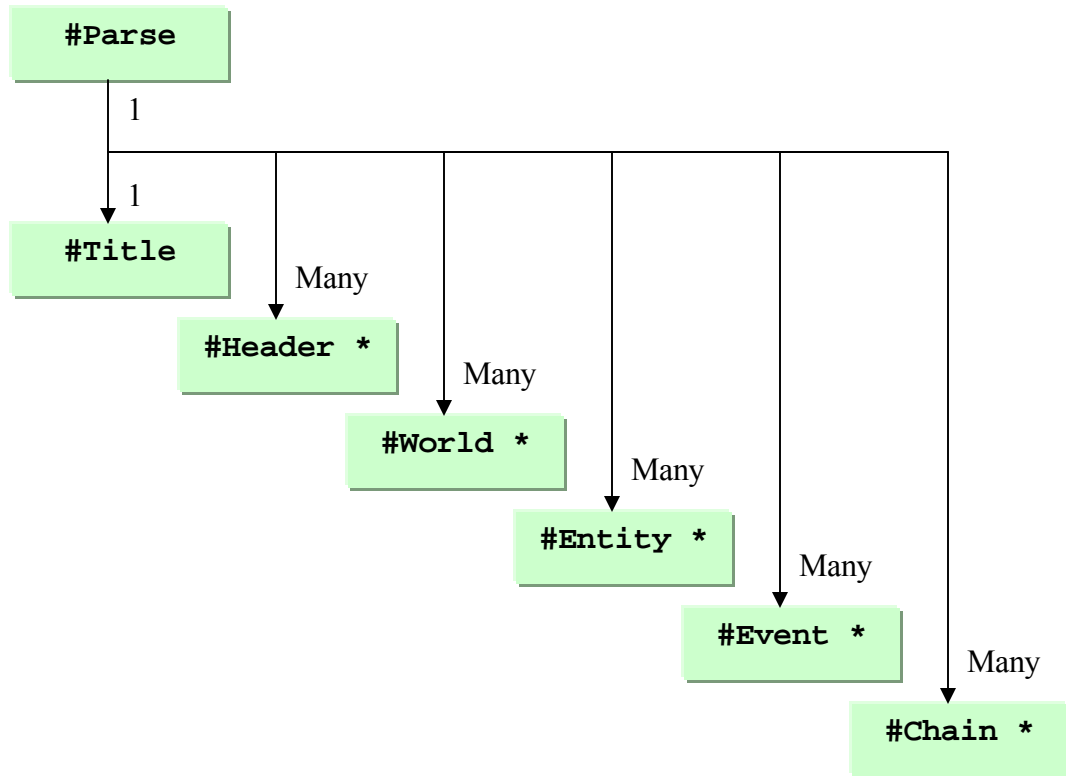 #Parse
1
1
#Title
Many
#Header *
Many
#World *
Many
#Entity *
Many
#Event *
Many
#Chain *